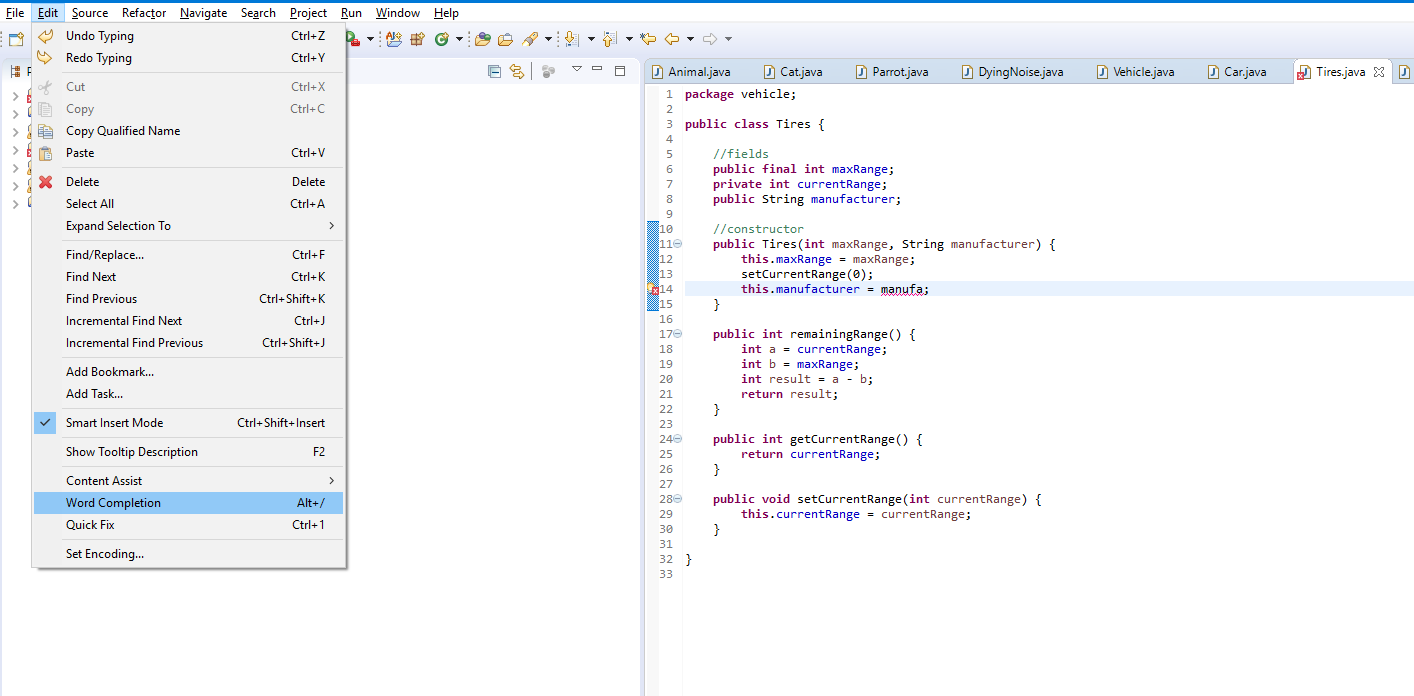 File Edit Source Refactor Navigate Search Project Run Window Help
Undo Typing Ctrl+Z
Redo Typing Ctrl+Y
Cut Ctrl+X
Copy Ctrl+C
Copy Qualified Name
Paste Ctrl+V
Delete Delete
Select All Ctrl+A
Expand Selection To
Find/Replace... Ctrl+F
Find Next Ctrl+K
Find Previous Ctrl+Shift+K
Incremental Find Next Ctrl+J
Incremental Find Previous Ctrl+Shift+J
Add Bookmark...
Add Task...
Smart Insert Mode Ctrl+Shift+Insert
Show Tooltip Description F2
Content Assist
Word Completion Alt+/
Quick Fix Ctrl+1
Set Encoding...
Animal.java Cat.java Parrot.java DyingNoise.java Vehicle.java Car.java Tires.java
1 package vehicle;
2
3 public class Tires {
4
5 //fields
6 public final int maxRange;
7 private int currentRange;
8 public String manufacturer;
9
10 //constructor
11 public Tires(int maxRange, String manufacturer) {
12 this.maxRange = maxRange;
13 setCurrentRange(0);
14 this.manufacturer = manufa;
15 }
16
17 public int remainingRange() {
18 int a = currentRange;
19 int b = maxRange;
20 int result = a - b;
21 return result;
22 }
23
24 public int getCurrentRange() {
25 return currentRange;
26 }
27
28 public void setCurrentRange(int currentRange) {
29 this.currentRange = currentRange;
30 }
31
32 }
33